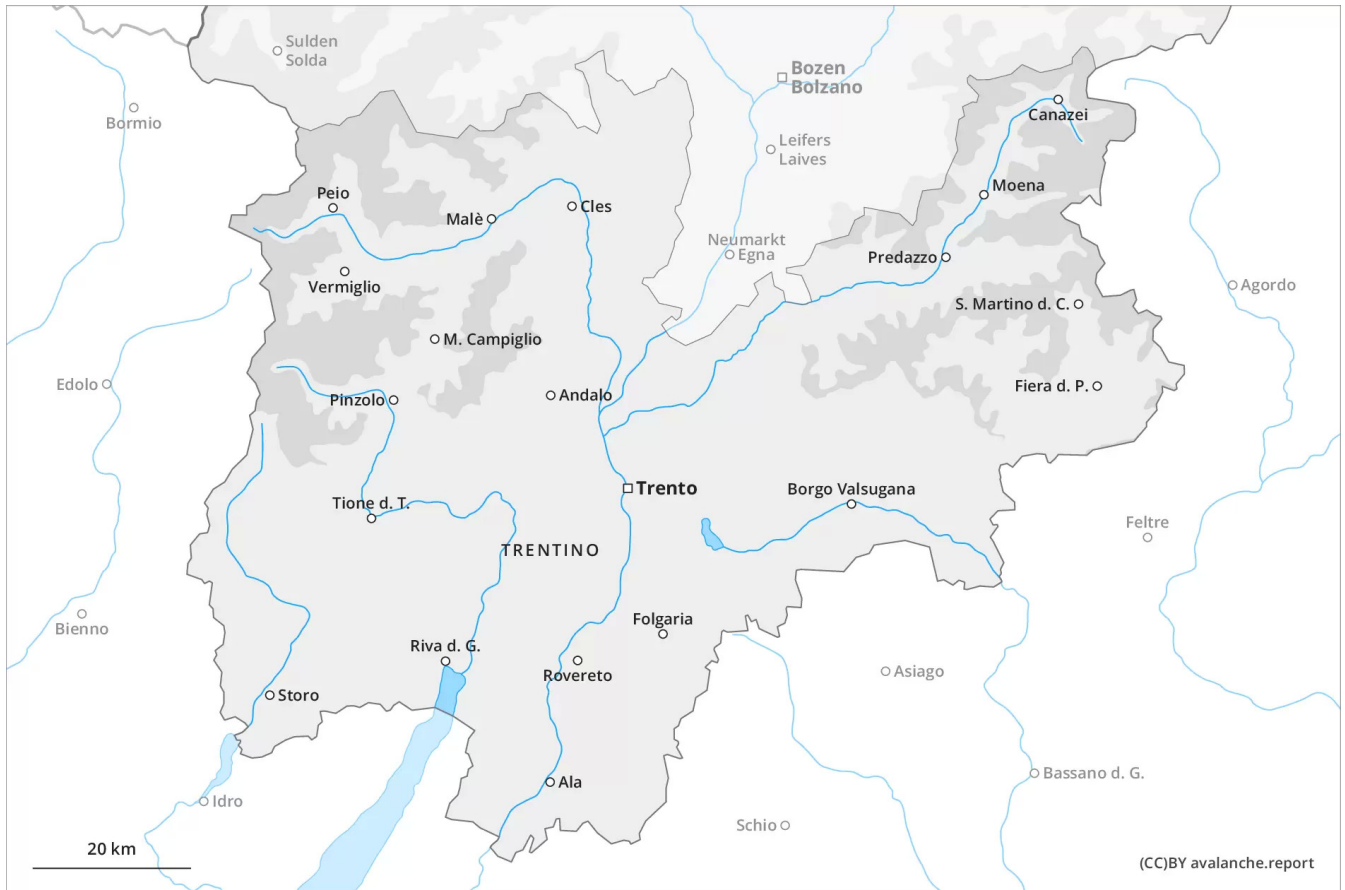 Sulden
Solda
Bozen
Bolzano
Bormio
Canazei
Leifers
Laives
Moena
Peio
Malè
Cles
Neumarkt
Egna
Predazzo
Vermiglio
Agordo
S. Martino d. C.
M. Campiglio
Edolo
Fiera d. P.
Pinzolo
Andalo
Trento
Borgo Valsugana
Tione d. T.
Feltre
TRENTINO
Bienno
Folgaria
Riva d. G.
Rovereto
Asiago
Storo
Bassano d. G.
Ala
Idro
Schio
20 km
(CC)BY avalanche.report